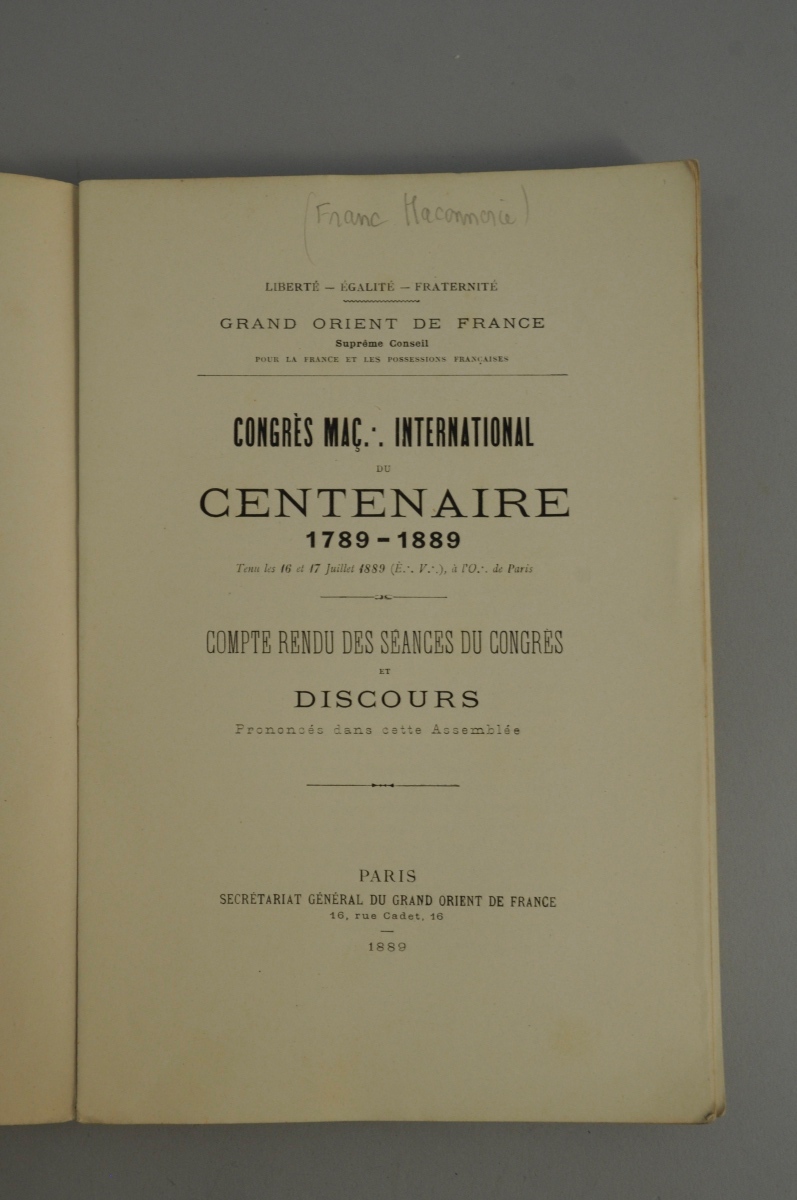 (Franc Maconnerie)
LIBERTÉ — ÉGALITÉ — FRATERNITÉ
GRAND ORIENT DE FRANCE
Suprême Conseil
POUR LA FRANCE ET LES POSSESSIONS FRANÇAISES
CONGRÈS MAÇ∴ INTERNATIONAL
DU
CENTENAIRE
1789-1889
Tenu les 16 et 17 Juillet 1889 (É∴ V∴), à l'O∴ de Paris
COMPTE RENDU DES SÉANCES DU CONGRÈS
ET
DISCOURS
Prononcés dans cette Assemblée
PARIS
SECRÉTARIAT GÉNÉRAL DU GRAND ORIENT DE FRANCE
16, rue Cadet, 16
1889